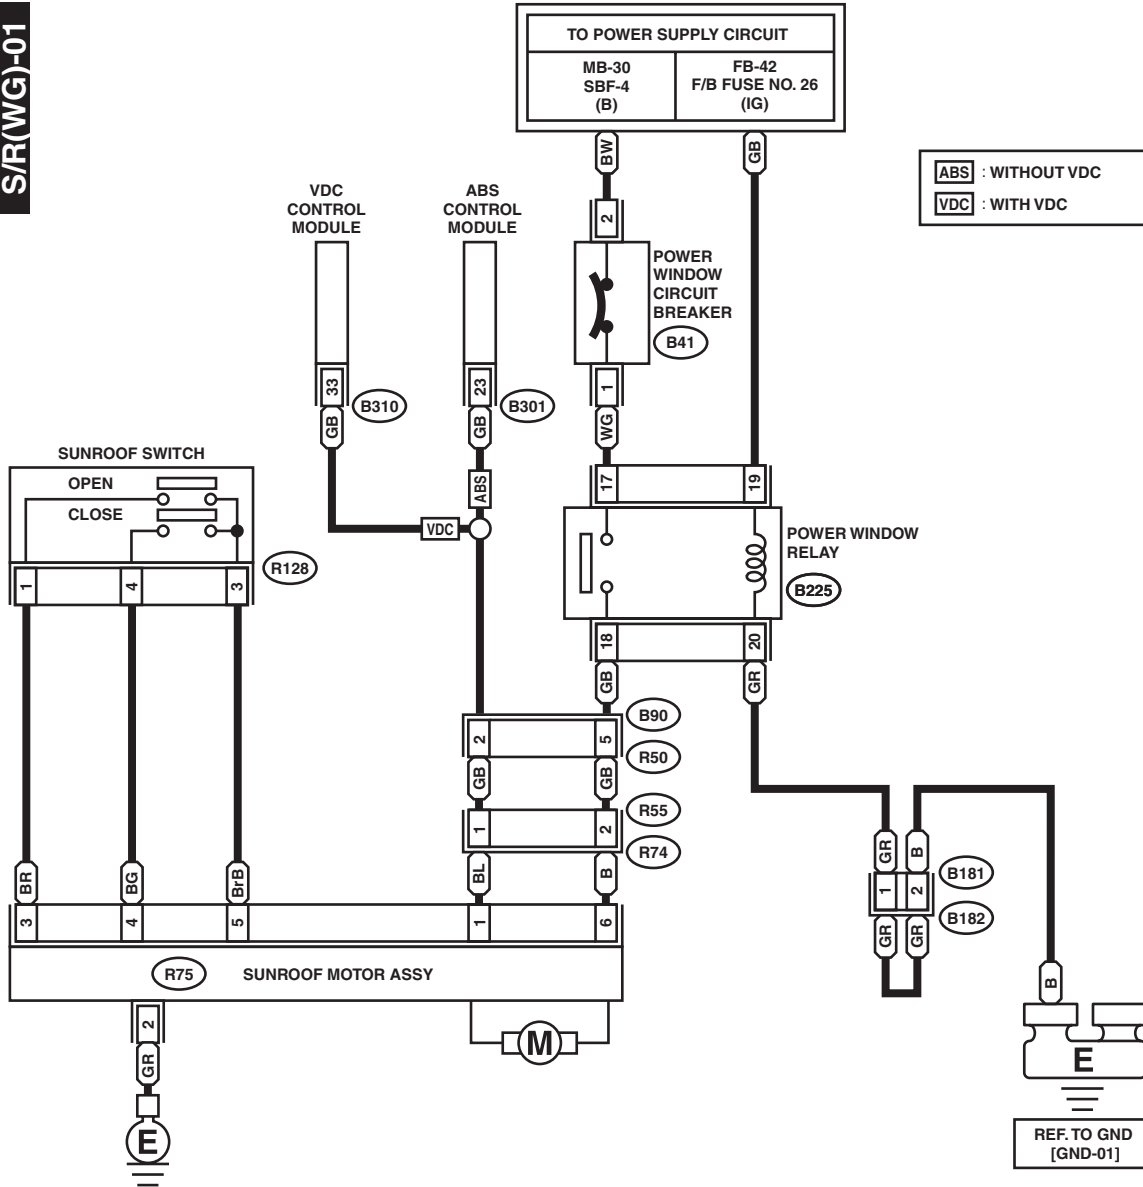 S/R(WG)-01
TO POWER SUPPLY CIRCUIT
MB-30
SBF-4
(B)
FB-42
F/B FUSE NO. 26
(IG)
BW
GB
ABS : WITHOUT VDC
VDC : WITH VDC
VDC
CONTROL
MODULE
ABS
CONTROL
MODULE
2
POWER
WINDOW
CIRCUIT
BREAKER
B41
33
B310
23
B301
1
GB
GB
WG
SUNROOF SWITCH
OPEN
CLOSE
ABS
VDC
17
19
POWER WINDOW
RELAY
B225
R128
1
4
3
18
20
GB
GR
B90
2
5
R50
GB
GB
R55
1
2
R74
BR
BG
BrB
BL
B
GR
B
B181
1
2
B182
GR
GR
3
4
5
1
6
R75
SUNROOF MOTOR ASSY
2
GR
M
E
B
E
REF. TO GND
[GND-01]